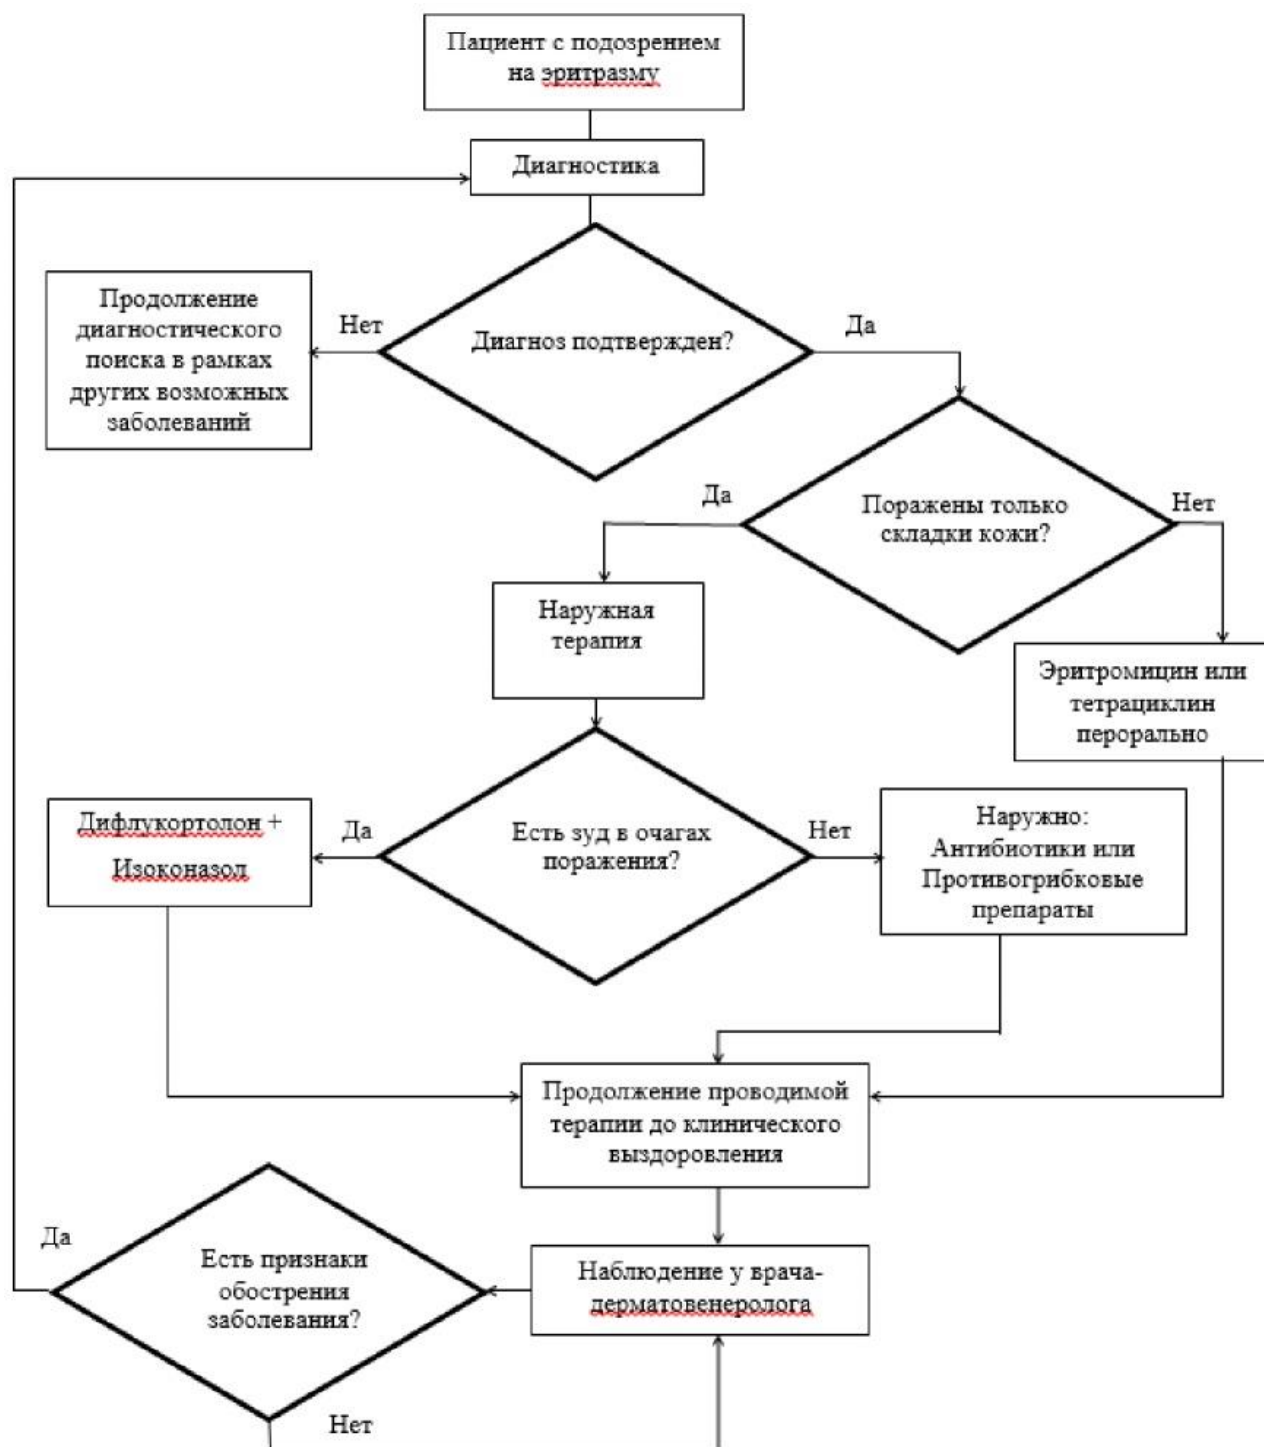 Пациент с подозрением
на эритразму
Диагностика
Диагноз подтвержден?
Нет
Да
Продолжение
диагностического
поиска в рамках
других возможных
заболеваний
Поражены только
складки кожи?
Да
Нет
Наружная
терапия
Эритромицин или
тетрациклин
перорально
Есть зуд в очагах
поражения?
Да
Нет
Дифлукортолон +
Изоконазол
Наружно:
Антибиотики или
Противогрибковые
препараты
Продолжение проводимой
терапии до клинического
выздоровления
Наблюдение у врача-
дерматовенеролога
Есть признаки
обострения
заболевания?
Да
Нет